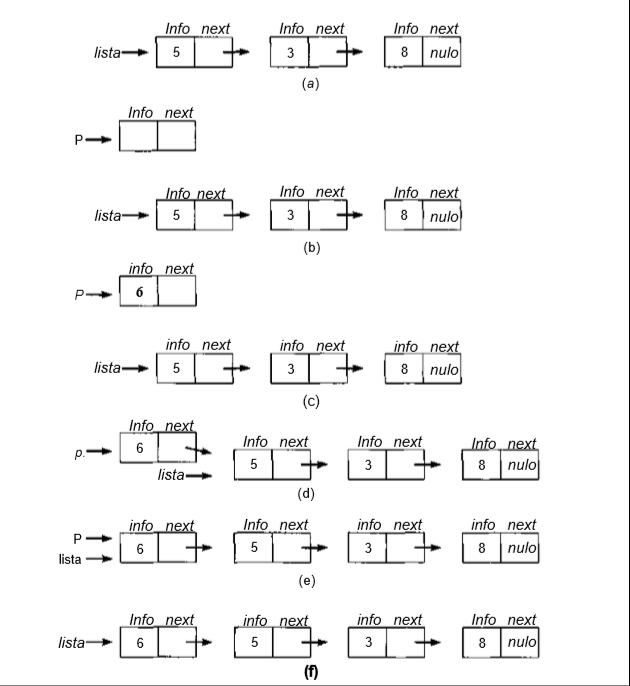 Info next Info next Info next
lista 5 3 8 nulo
(a)
Info next
P
Info next Info next Info next
lista 5 3 8 nulo
(b)
info next
P 6
info next info next info next
lista 5 3 8 nulo
(c)
Info next
p. 6
Info next Info next Info next
lista 5 3 8 nulo
(d)
info next Info next info next info next
P
lista 6 5 3 8 nulo
(e)
Info next info next info next Info next
lista 6 5 3 8 nulo
(f)